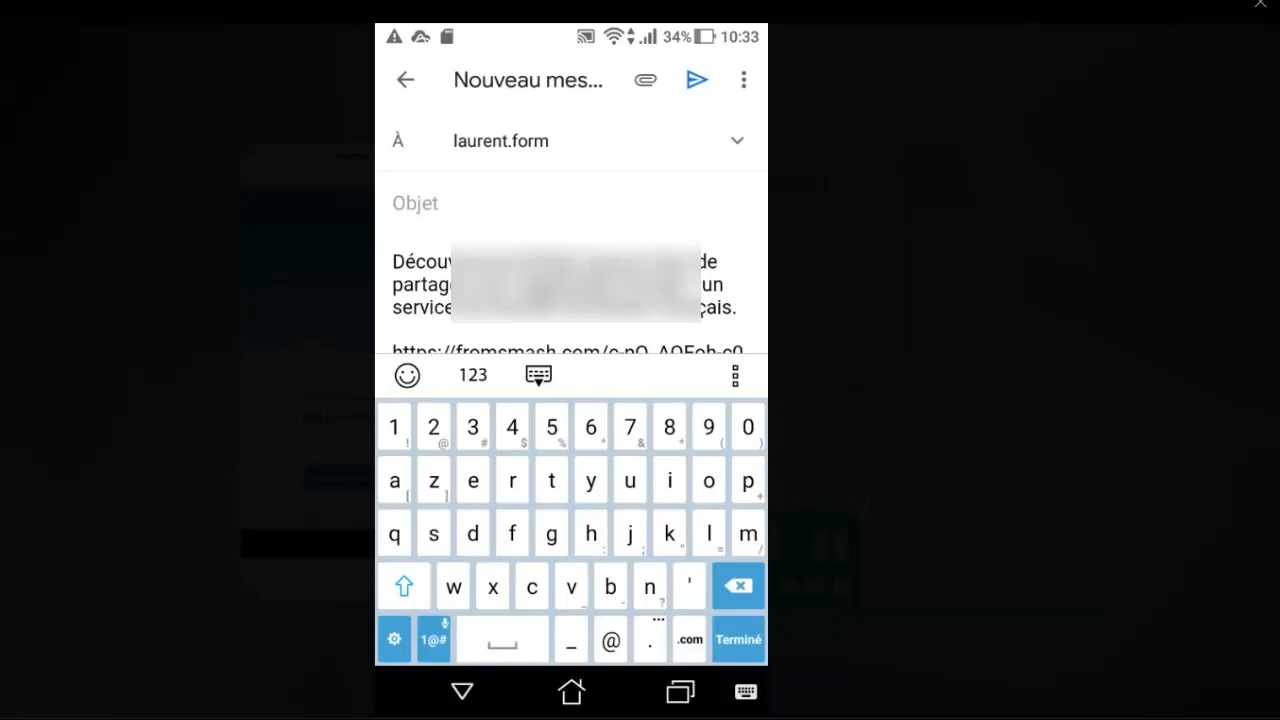 34% 10:33
Nouveau mes...
À laurent.form
Objet
Découv de
partag un
service çais.
123
1 2 3 4 5 6 7 8 9 0
! @ # $ % ^ & * ( )
a z e r t y u i o p
[ ] +
q s d f g h j k l m
: ; " = /
w x c v b n '
_ - ?
1@# _ @ . .com Terminé